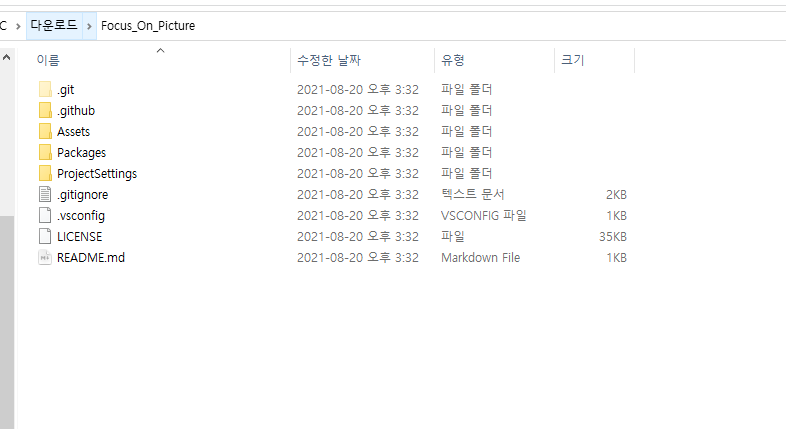 C > 다운로드 > Focus_On_Picture
이름 수정한 날짜 유형 크기
.git 2021-08-20 오후 3:32 파일 폴더
.github 2021-08-20 오후 3:32 파일 폴더
Assets 2021-08-20 오후 3:32 파일 폴더
Packages 2021-08-20 오후 3:32 파일 폴더
ProjectSettings 2021-08-20 오후 3:32 파일 폴더
.gitignore 2021-08-20 오후 3:32 텍스트 문서 2KB
.vsconfig 2021-08-20 오후 3:32 VSCONFIG 파일 1KB
LICENSE 2021-08-20 오후 3:32 파일 35KB
README.md 2021-08-20 오후 3:32 Markdown File 1KB